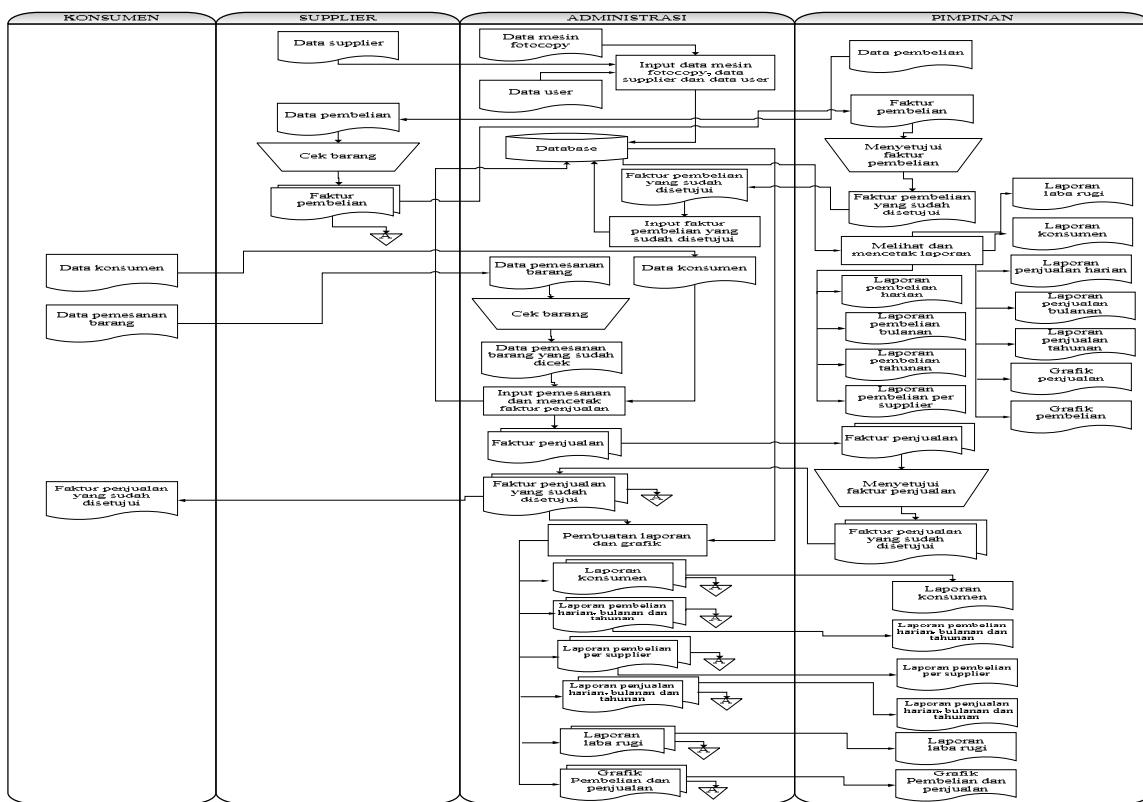 KONSUMEN
SUPPLIER
ADMINISTRASI
PIMPINAN
Data supplier
Data pembelian
Cek barang
Faktur
pembelian
A
Data konsumen
Data pemesanan
barang
Faktur penjualan
yang sudah
disetujui
Data mesin
fotocopy
Input data mesin
fotocopy, data
supplier dan data user
Data user
Database
Faktur pembelian
yang sudah
disetujui
Input faktur
pembelian yang
sudah disetujui
Data pemesanan
barang
Data konsumen
Cek barang
Data pemesanan
barang yang sudah
dicek
Input pemesanan
dan mencetak
faktur penjualan
Faktur penjualan
Faktur penjualan
yang sudah
disetujui
A
Pembuatan laporan
dan grafik
Laporan
konsumen
A
Laporan pembelian
harian, bulanan dan
tahunan
A
Laporan pembelian
per supplier
A
Laporan penjualan
harian, bulanan dan
tahunan
A
Laporan
laba rugi
A
Grafik
Pembelian dan
penjualan
A
Data pembelian
Faktur
pembelian
Menyetujui
faktur
pembelian
Faktur pembelian
yang sudah
disetujui
Melihat dan
mencetak laporan
Laporan
laba rugi
Laporan
konsumen
Laporan
penjualan harian
Laporan
penjualan
bulanan
Laporan
penjualan
tahunan
Grafik
penjualan
Grafik
pembelian
Laporan
pembelian
harian
Laporan
pembelian
bulanan
Laporan
pembelian
tahunan
Laporan
pembelian per
supplier
Faktur penjualan
Menyetujui
faktur penjualan
Faktur penjualan
yang sudah
disetujui
Laporan
konsumen
Laporan pembelian
harian, bulanan dan
tahunan
Laporan pembelian
per supplier
Laporan penjualan
harian, bulanan dan
tahunan
Laporan
laba rugi
Grafik
Pembelian dan
penjualan